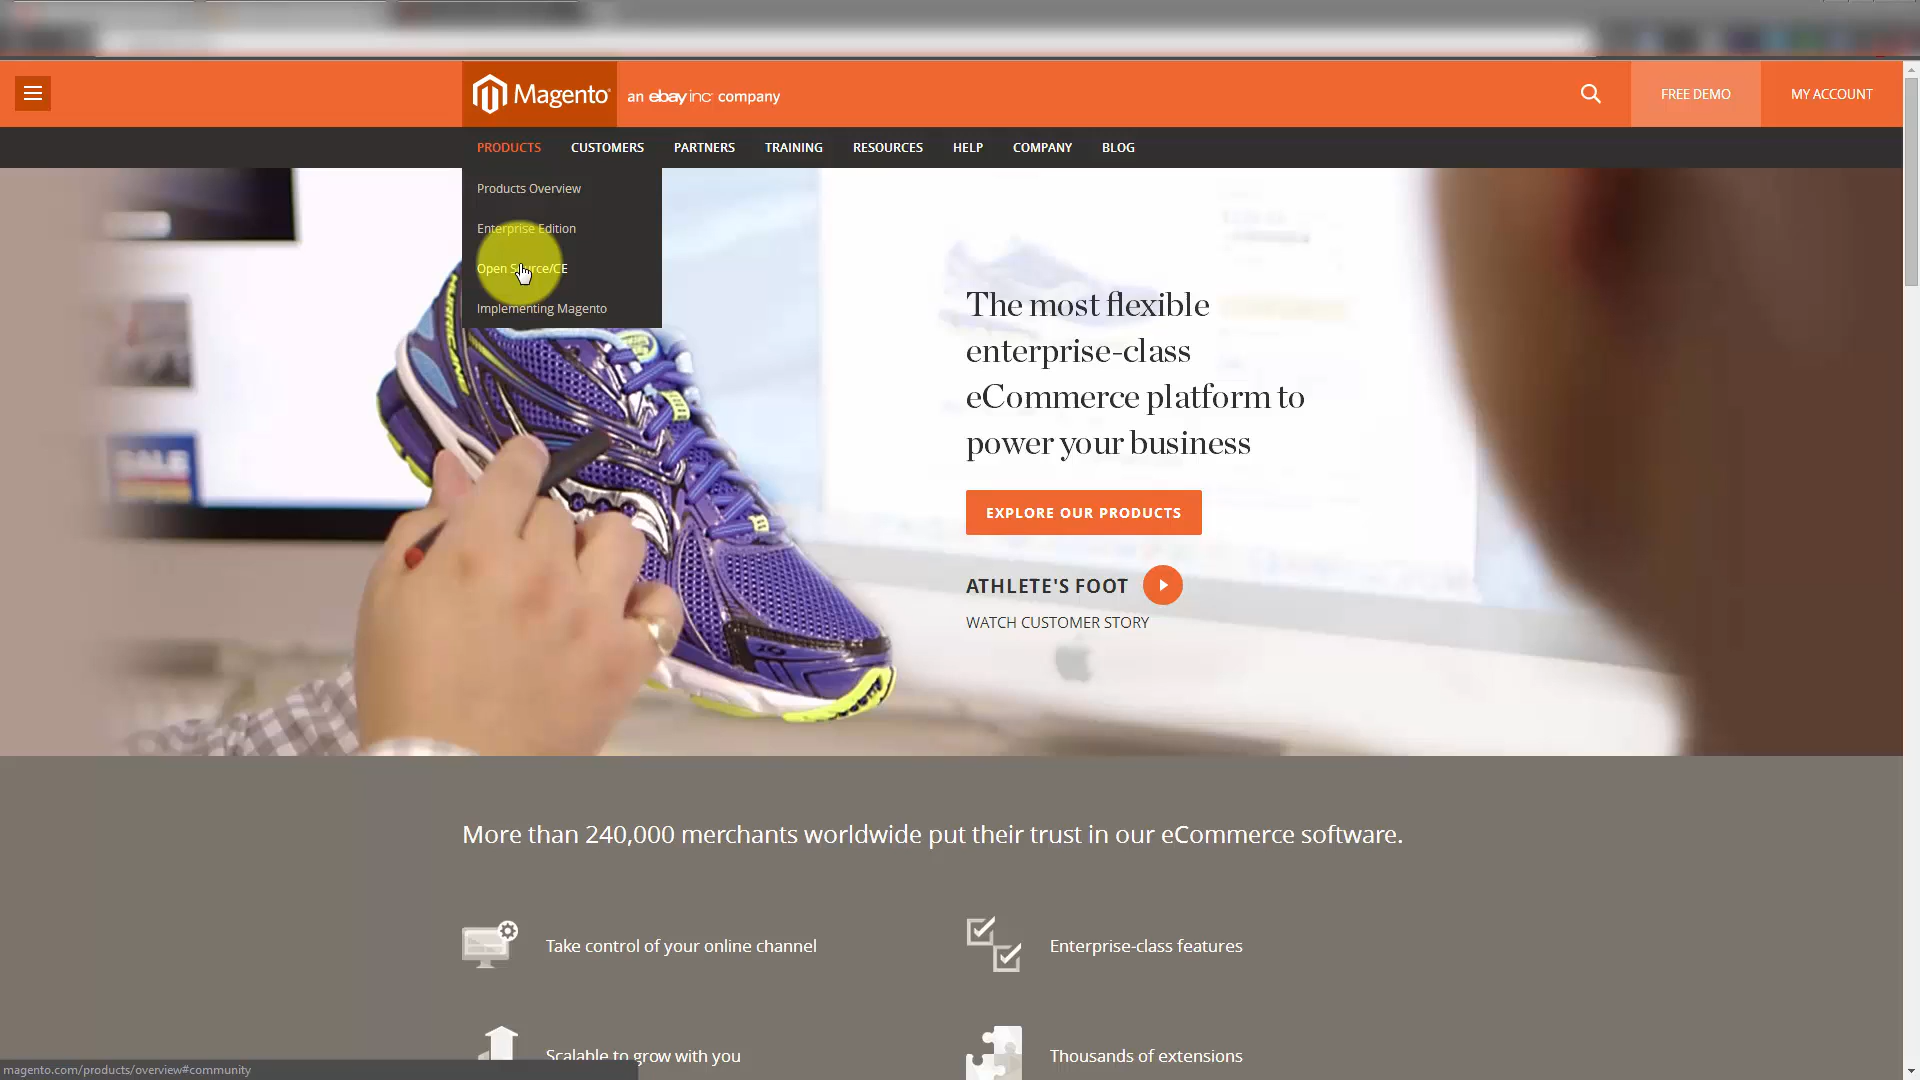 Magento®
an ebay inc company
FREE DEMO
MY ACCOUNT
PRODUCTS CUSTOMERS PARTNERS TRAINING RESOURCES HELP COMPANY BLOG
Products Overview
Enterprise Edition
Open Source/CE
Implementing Magento
SALE
The most flexible
enterprise-class
eCommerce platform to
power your business
EXPLORE OUR PRODUCTS
ATHLETE'S FOOT
WATCH CUSTOMER STORY
More than 240,000 merchants worldwide put their trust in our eCommerce software.
Take control of your online channel
Enterprise-class features
Scalable to grow with you
Thousands of extensions
magento.com/products/overview#community